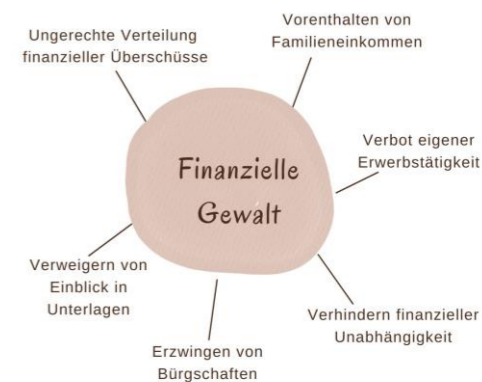 Ungerechte Verteilung
finanzieller Überschüsse
Vorenthalten von
Familieneinkommen
Verbot eigener
Erwerbstätigkeit
Finanzielle
Gewalt
Verweigern von
Einblick in
Unterlagen
Verhindern finanzieller
Unabhängigkeit
Erzwingen von
Bürgschaften